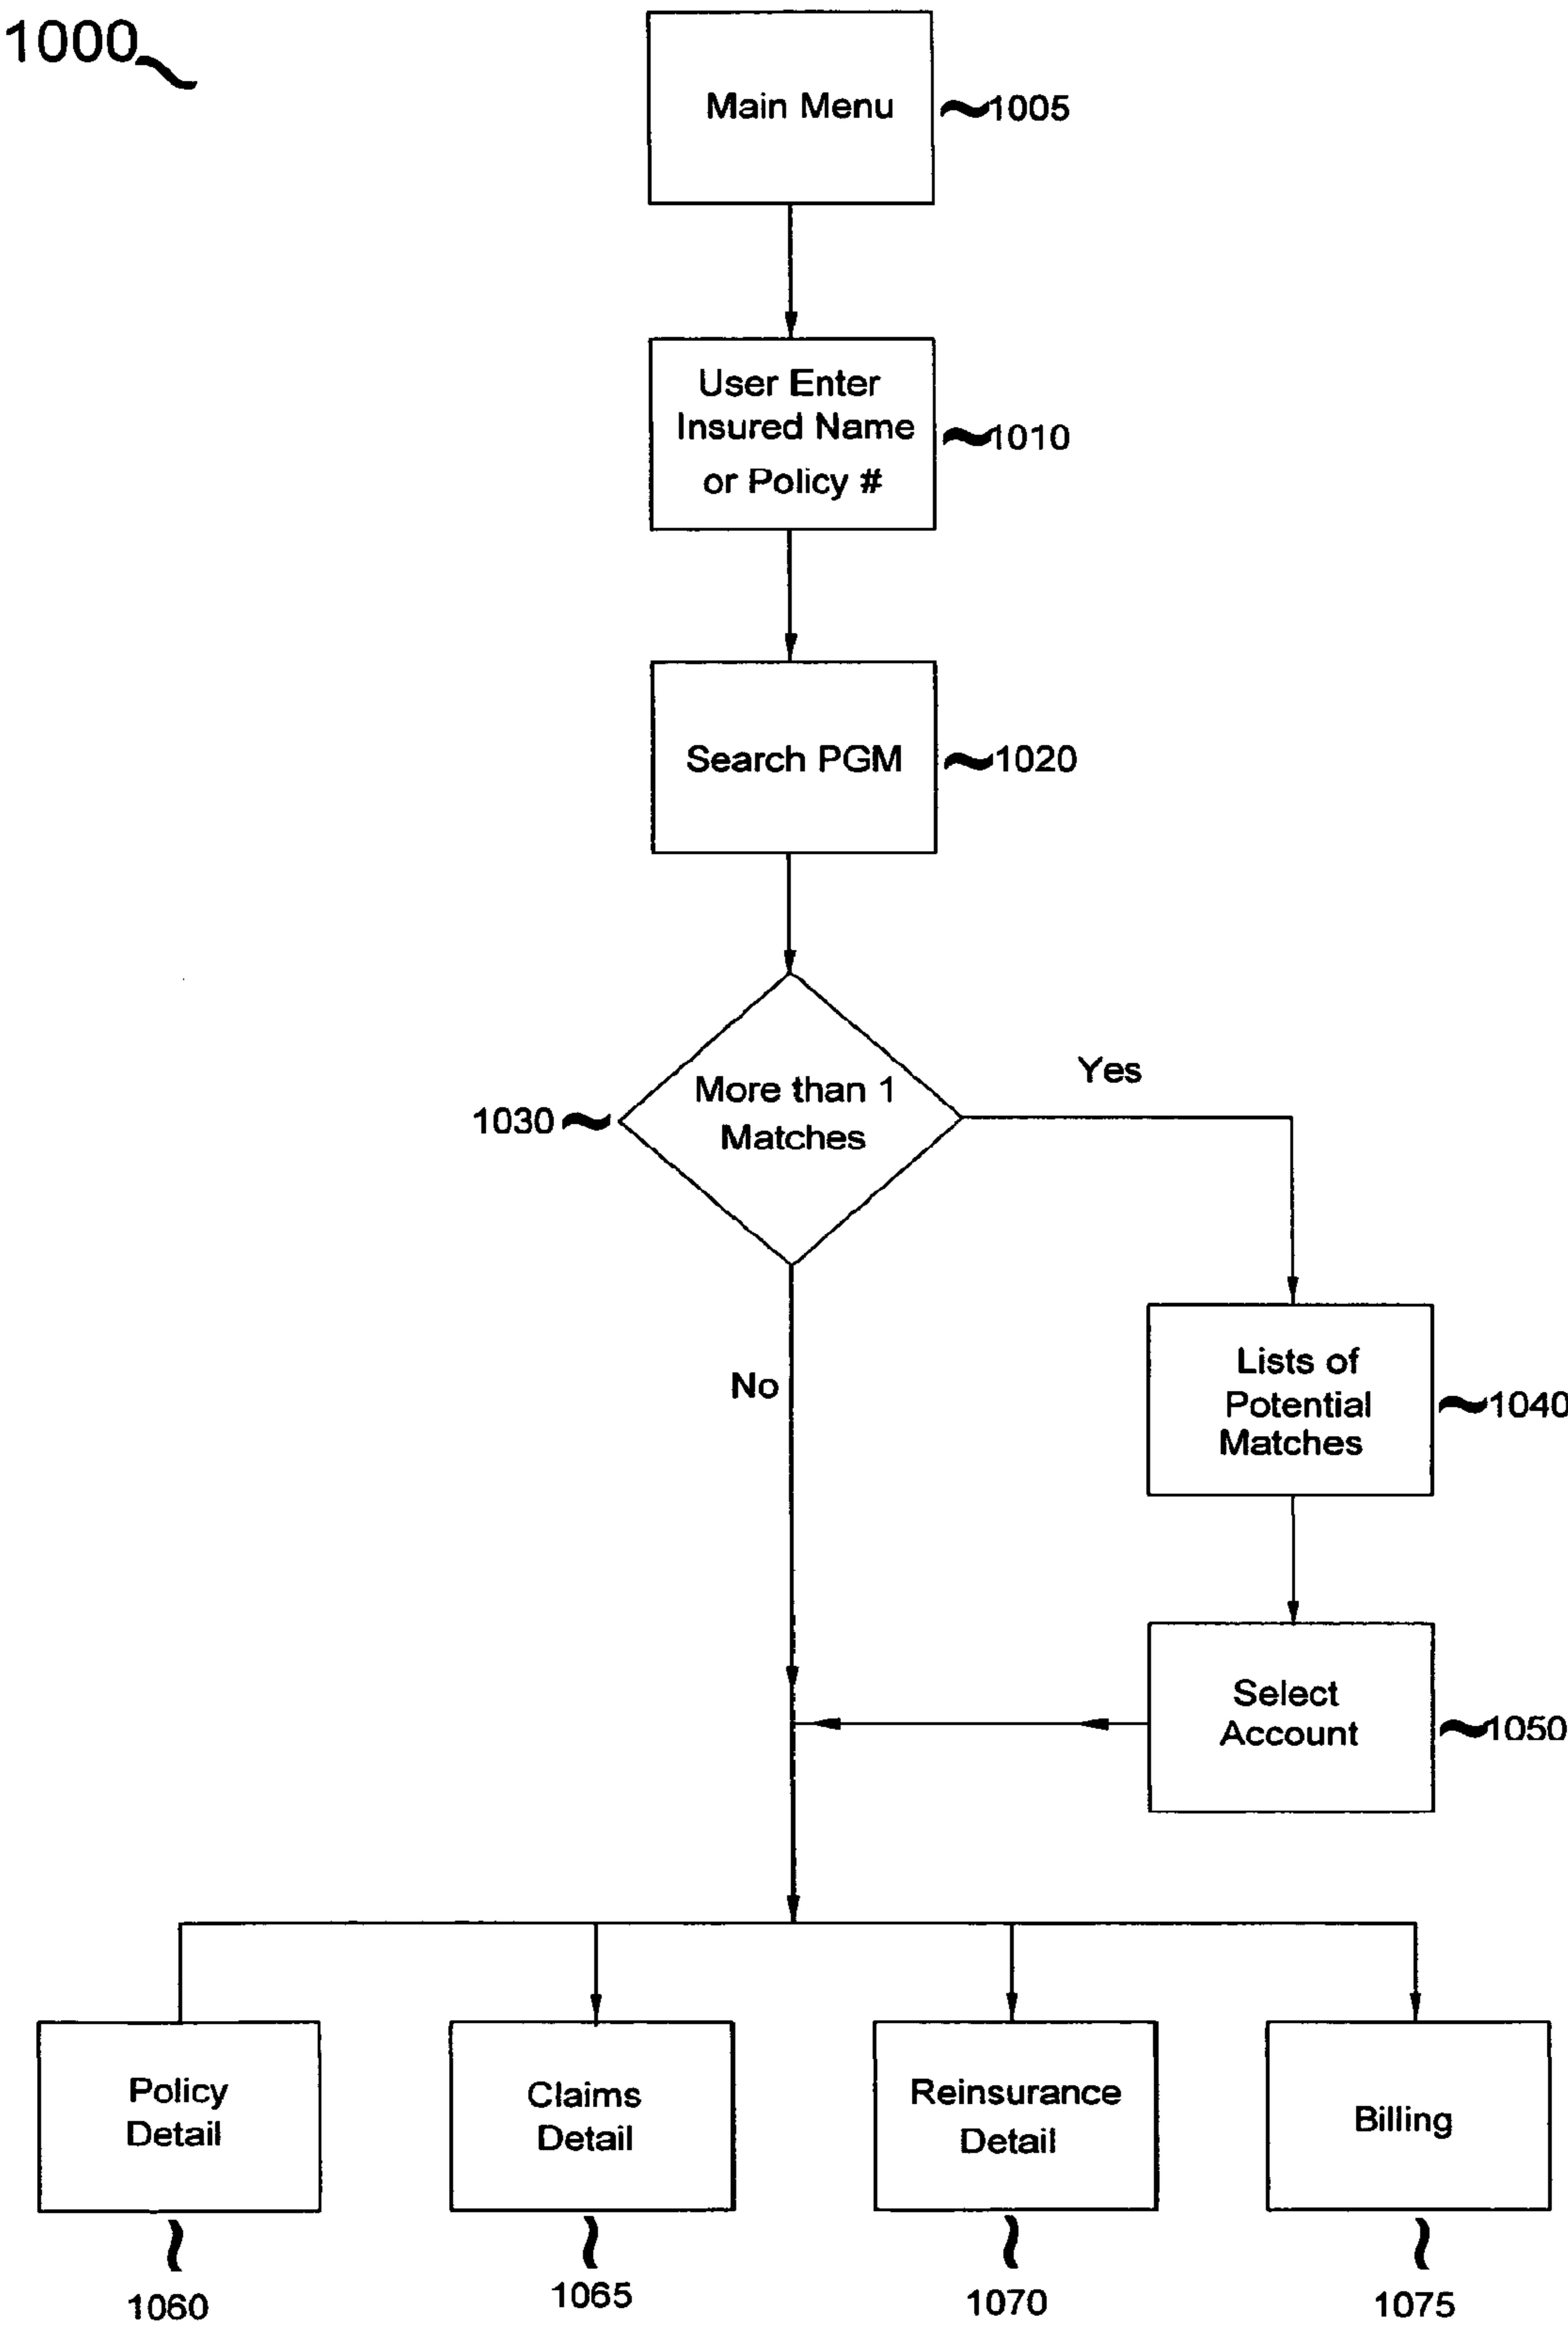 1000
Main Menu
1005
User Enter
Insured Name
or Policy #
1010
Search PGM
1020
More than 1
Matches
1030
Yes
No
Lists of
Potential
Matches
1040
Select
Account
1050
Policy
Detail
Claims
Detail
Reinsurance
Detail
Billing
1060
1065
1070
1075